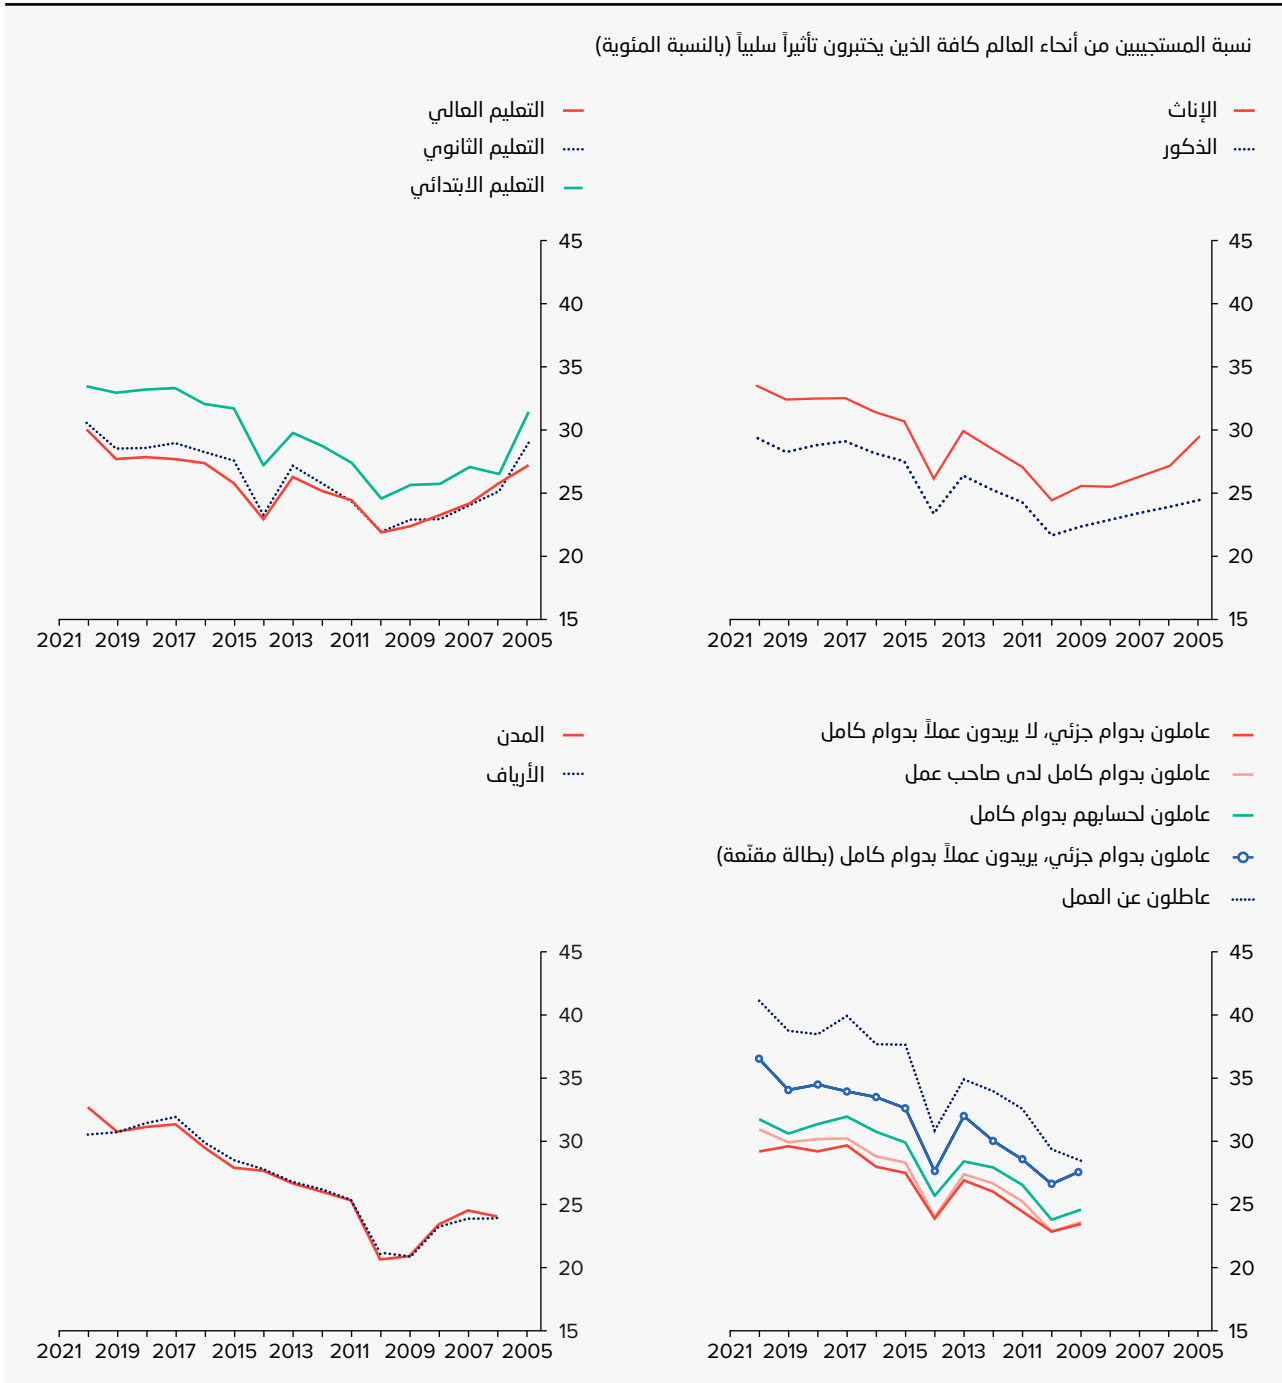 نسبة المستجيبين من أنحاء العالم كافة الذين يختبرون تأثيراً سلبياً (بالنسبة المئوية)
الإناث
الذكور
45
40
35
30
25
20
15
2021 2019 2017 2015 2013 2011 2009 2007 2005
التعليم العالي
التعليم الثانوي
التعليم الابتدائي
45
40
35
30
25
20
15
2021 2019 2017 2015 2013 2011 2009 2007 2005
عاملون بدوام جزئي، لا يريدون عملاً بدوام كامل
عاملون بدوام كامل لدى صاحب عمل
عاملون لحسابهم بدوام كامل
عاملون بدوام جزئي، يريدون عملاً بدوام كامل (بطالة مقنّعة)
عاطلون عن العمل
45
40
35
30
25
20
15
2021 2019 2017 2015 2013 2011 2009 2007 2005
المدن
الأرياف
45
40
35
30
25
20
15
2021 2019 2017 2015 2013 2011 2009 2007 2005